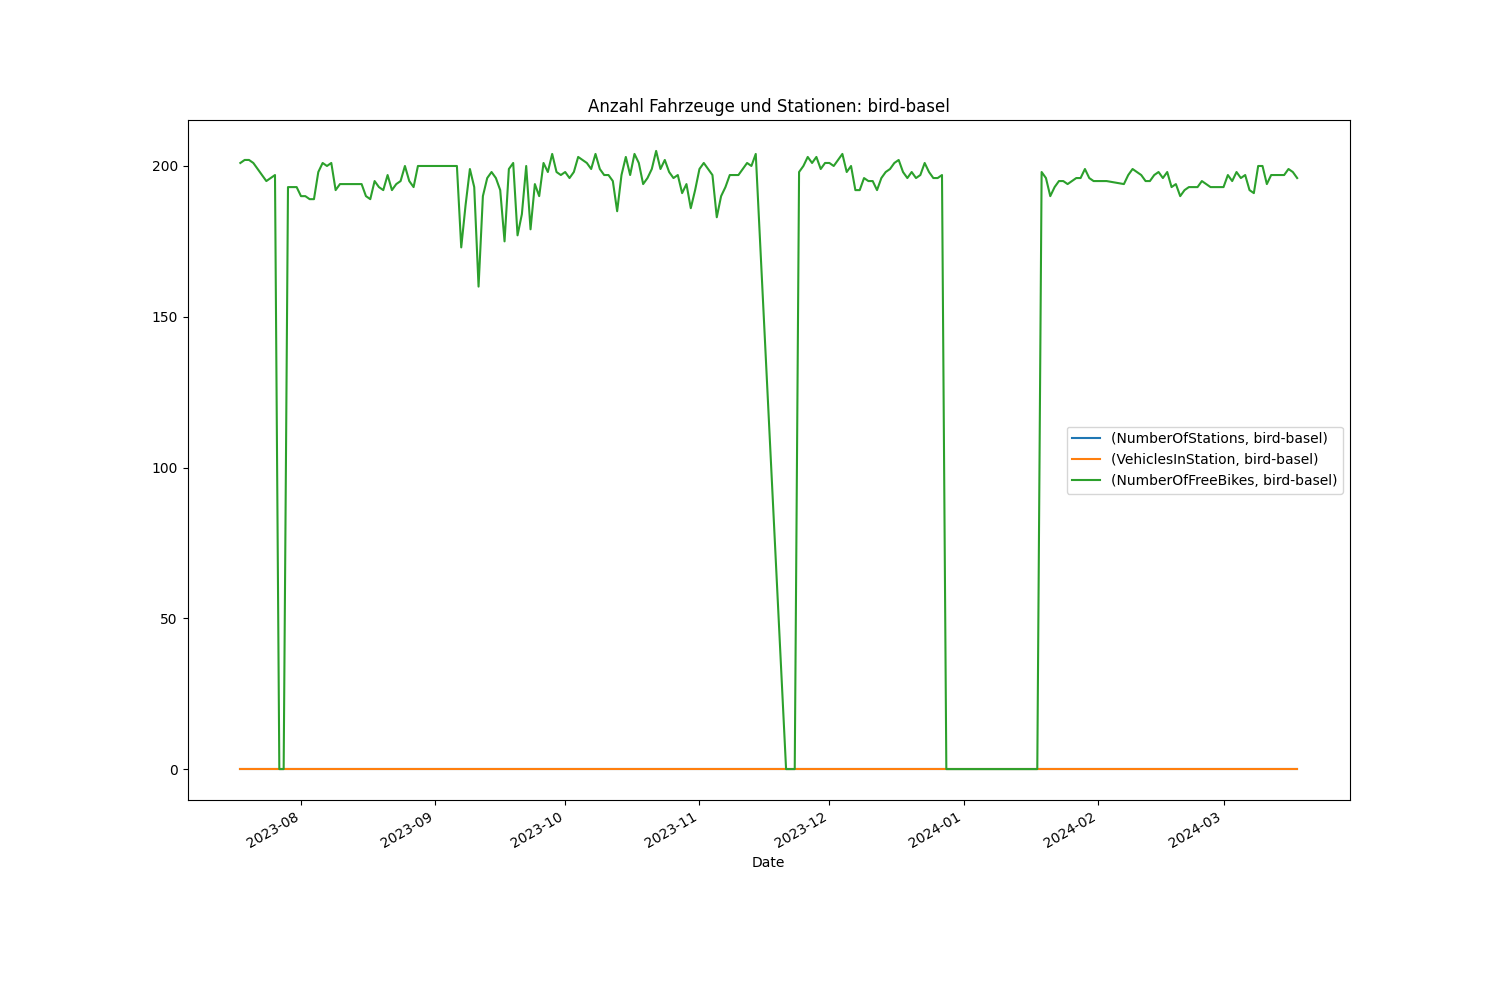 Anzahl Fahrzeuge und Stationen: bird-basel
200
150
100
50
0
(NumberOfStations, bird-basel)
(VehiclesInStation, bird-basel)
(NumberOfFreeBikes, bird-basel)
2023-08
2023-09
2023-10
2023-11
2023-12
2024-01
2024-02
2024-03
Date